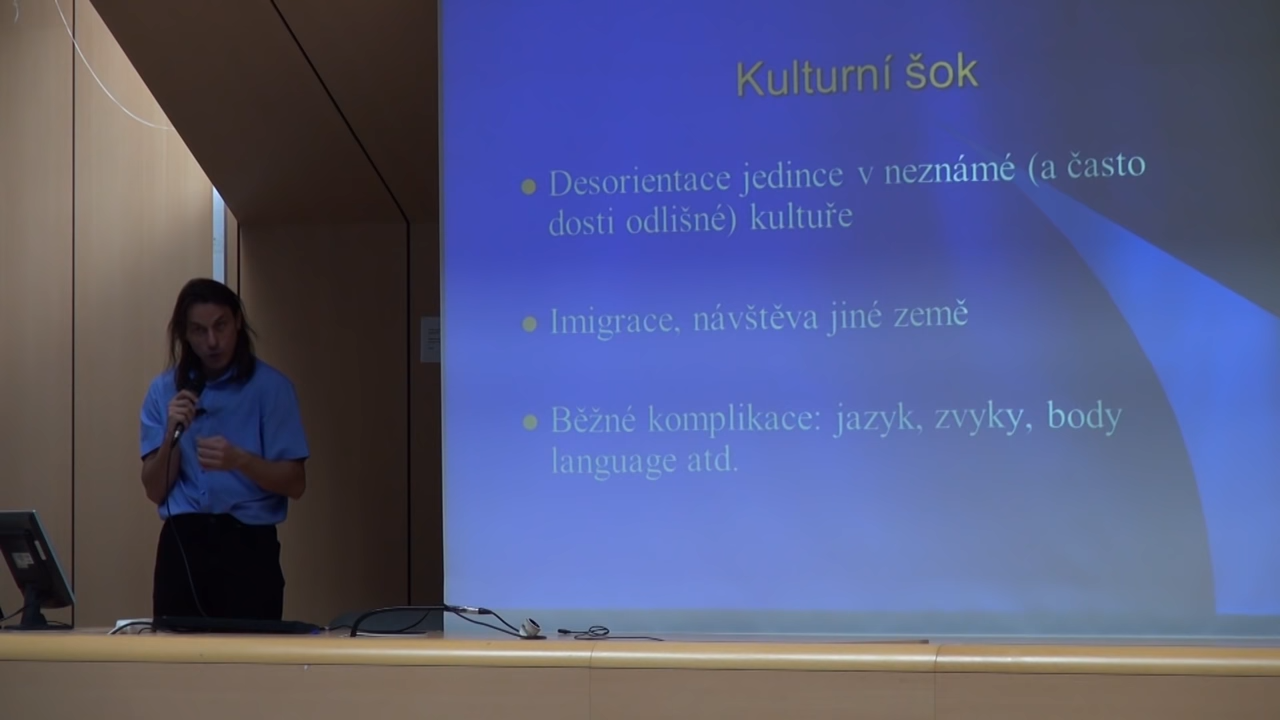 Kulturní šok
Desorientace jedince v neznámé (a často
dosti odlišné) kultuře
Imigrace, návštěva jiné země
Běžné komplikace: jazyk, zvyky, body
language atd.